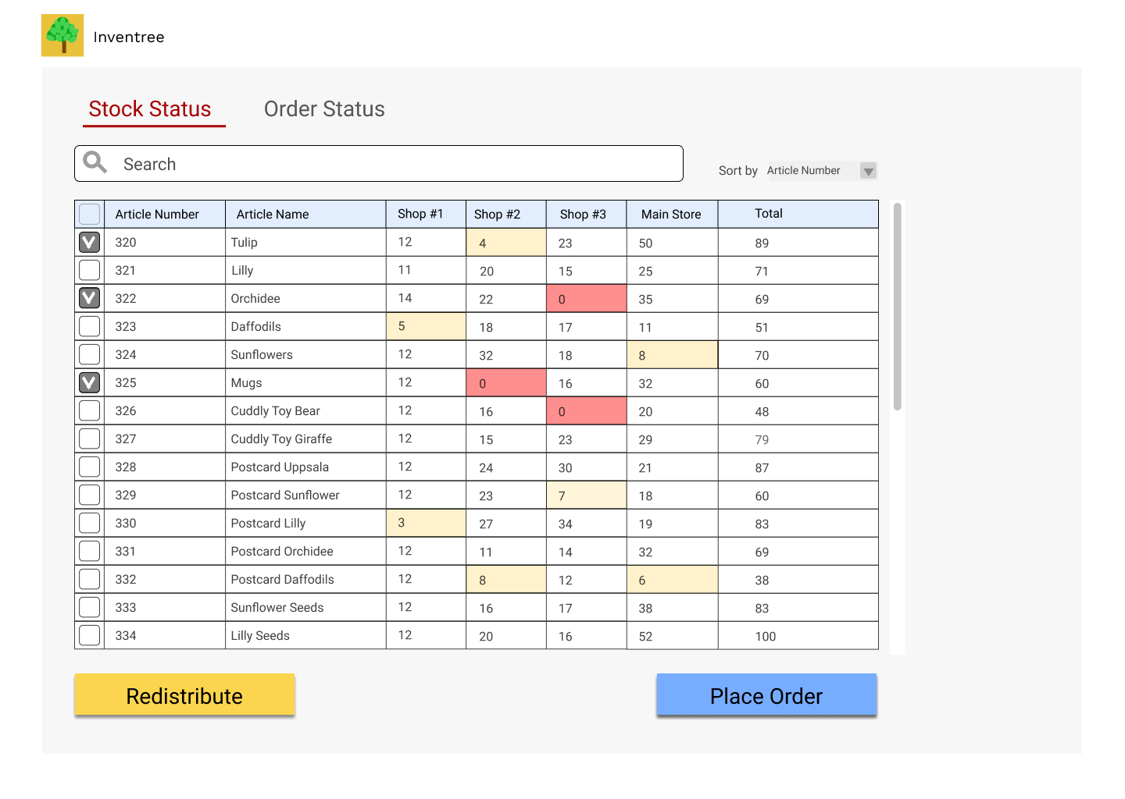 Inventree
Stock Status Order Status
Search
Sort by Article Number
Article Number Article Name Shop #1 Shop #2 Shop #3 Main Store Total
320 Tulip 12 4 23 50 89
321 Lilly 11 20 15 25 71
322 Orchidee 14 22 0 35 69
323 Daffodils 5 18 17 11 51
324 Sunflowers 12 32 18 8 70
325 Mugs 12 0 16 32 60
326 Cuddly Toy Bear 12 16 0 20 48
327 Cuddly Toy Giraffe 12 15 23 29 79
328 Postcard Uppsala 12 24 30 21 87
329 Postcard Sunflower 12 23 7 18 60
330 Postcard Lilly 3 27 34 19 83
331 Postcard Orchidee 12 11 14 32 69
332 Postcard Daffodils 12 8 12 6 38
333 Sunflower Seeds 12 16 17 38 83
334 Lilly Seeds 12 20 16 52 100
Redistribute Place Order